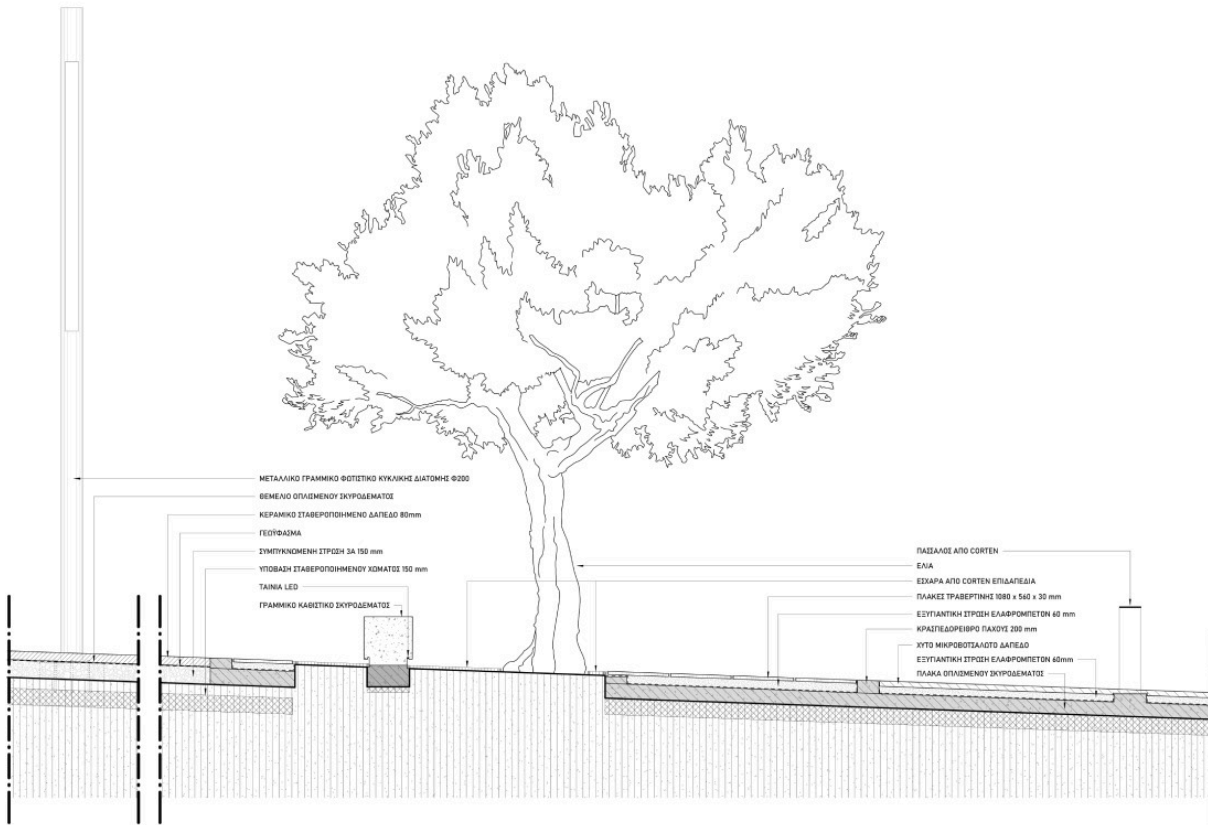 ΜΕΤΑΛΛΙΚΟ ΓΡΑΜΜΙΚΟ ΦΩΤΙΣΤΙΚΟ ΚΥΚΛΙΚΗΣ ΔΙΑΤΟΜΗΣ Φ200
ΘΕΜΕΛΙΟ ΟΠΛΙΣΜΕΝΟΥ ΣΚΥΡΟΔΕΜΑΤΟΣ
ΚΕΡΑΜΙΚΟ ΣΤΑΘΕΡΟΠΟΙΗΜΕΝΟ ΔΑΠΕΔΟ 80mm
ΓΕΩΫΦΑΣΜΑ
ΣΥΜΠΥΚΝΩΜΕΝΗ ΣΤΡΩΣΗ 3Α 150 mm
ΥΠΟΒΑΣΗ ΣΤΑΘΕΡΟΠΟΙΗΜΕΝΟΥ ΧΩΜΑΤΟΣ 150 mm
ΤΑΙΝΙΑ LED
ΓΡΑΜΜΙΚΟ ΚΑΘΙΣΤΙΚΟ ΣΚΥΡΟΔΕΜΑΤΟΣ
ΠΑΣΣΑΛΟΣ ΑΠΟ CORTEN
ΕΛΙΑ
ΕΣΧΑΡΑ ΑΠΟ CORTEN ΕΠΙΔΑΠΕΔΙΑ
ΠΛΑΚΕΣ ΤΡΑΒΕΡΤΙΝΗΣ 1080 x 560 x 30 mm
ΕΞΥΓΙΑΝΤΙΚΗ ΣΤΡΩΣΗ ΕΛΑΦΡΟΜΠΕΤΟΝ 60 mm
ΚΡΑΣΠΕΔΟΡΕΙΘΡΟ ΠΑΧΟΥΣ 200 mm
ΧΥΤΟ ΜΙΚΡΟΒΟΤΣΑΛΩΤΟ ΔΑΠΕΔΟ
ΕΞΥΓΙΑΝΤΙΚΗ ΣΤΡΩΣΗ ΕΛΑΦΡΟΜΠΕΤΟΝ 60mm
ΠΛΑΚΑ ΟΠΛΙΣΜΕΝΟΥ ΣΚΥΡΟΔΕΜΑΤΟΣ